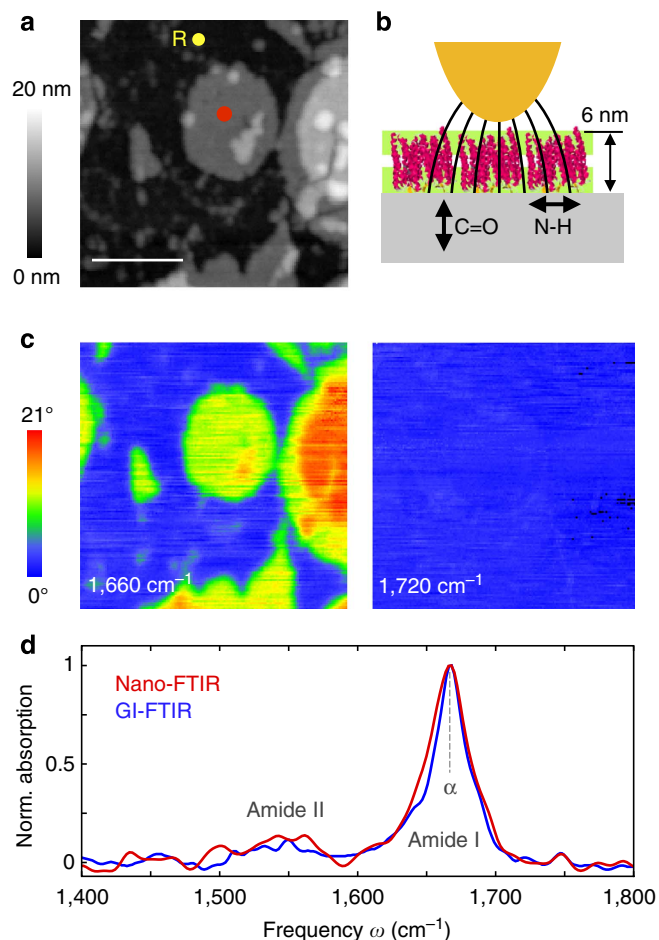 a
R
20 nm
0 nm
b
6 nm
C=O
N-H
c
21°
0°
1,660 cm⁻¹
1,720 cm⁻¹
d
Nano-FTIR
GI-FTIR
Norm. absorption
1
0.5
0
α
Amide II
Amide I
1,400
1,500
1,600
1,700
1,800
Frequency ω (cm⁻¹)